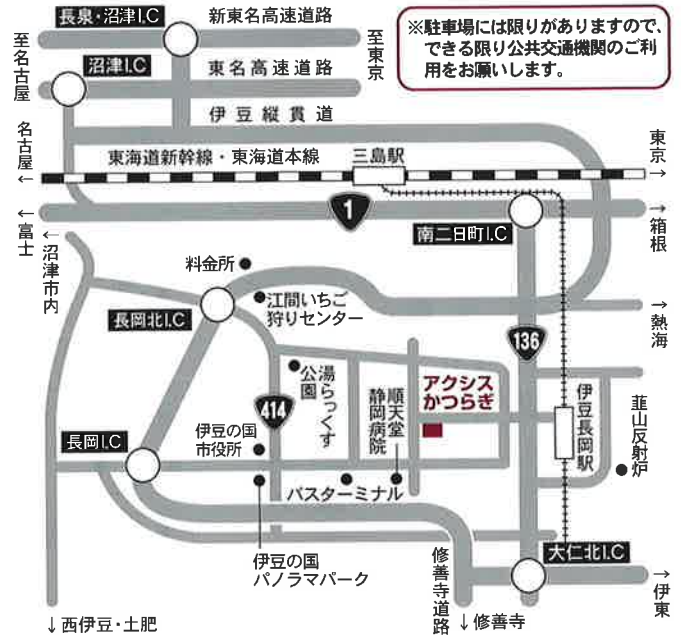 長泉・沼津I.C
新東名高速道路
至名古屋
至東京
沼津I.C
東名高速道路
伊豆縦貫道
※駐車場には限りがありますので、
できる限り公共交通機関のご利
用をお願いします。
名古屋
←
東海道新幹線・東海道本線
三島駅
東京
→
←
富士
1
南二日町I.C
→
箱根
←沼津市内
料金所
江間いちご
狩りセンター
長岡北I.C
→
熱海
136
湯らっくす
公園
414
順天堂
静岡病院
アクシス
かつらぎ
伊豆長岡駅
韮山反射炉
長岡I.C
伊豆の国
市役所
バスターミナル
伊豆の国
パノラマパーク
修善寺道路
大仁北I.C
→
伊東
↓西伊豆・土肥
↓修善寺